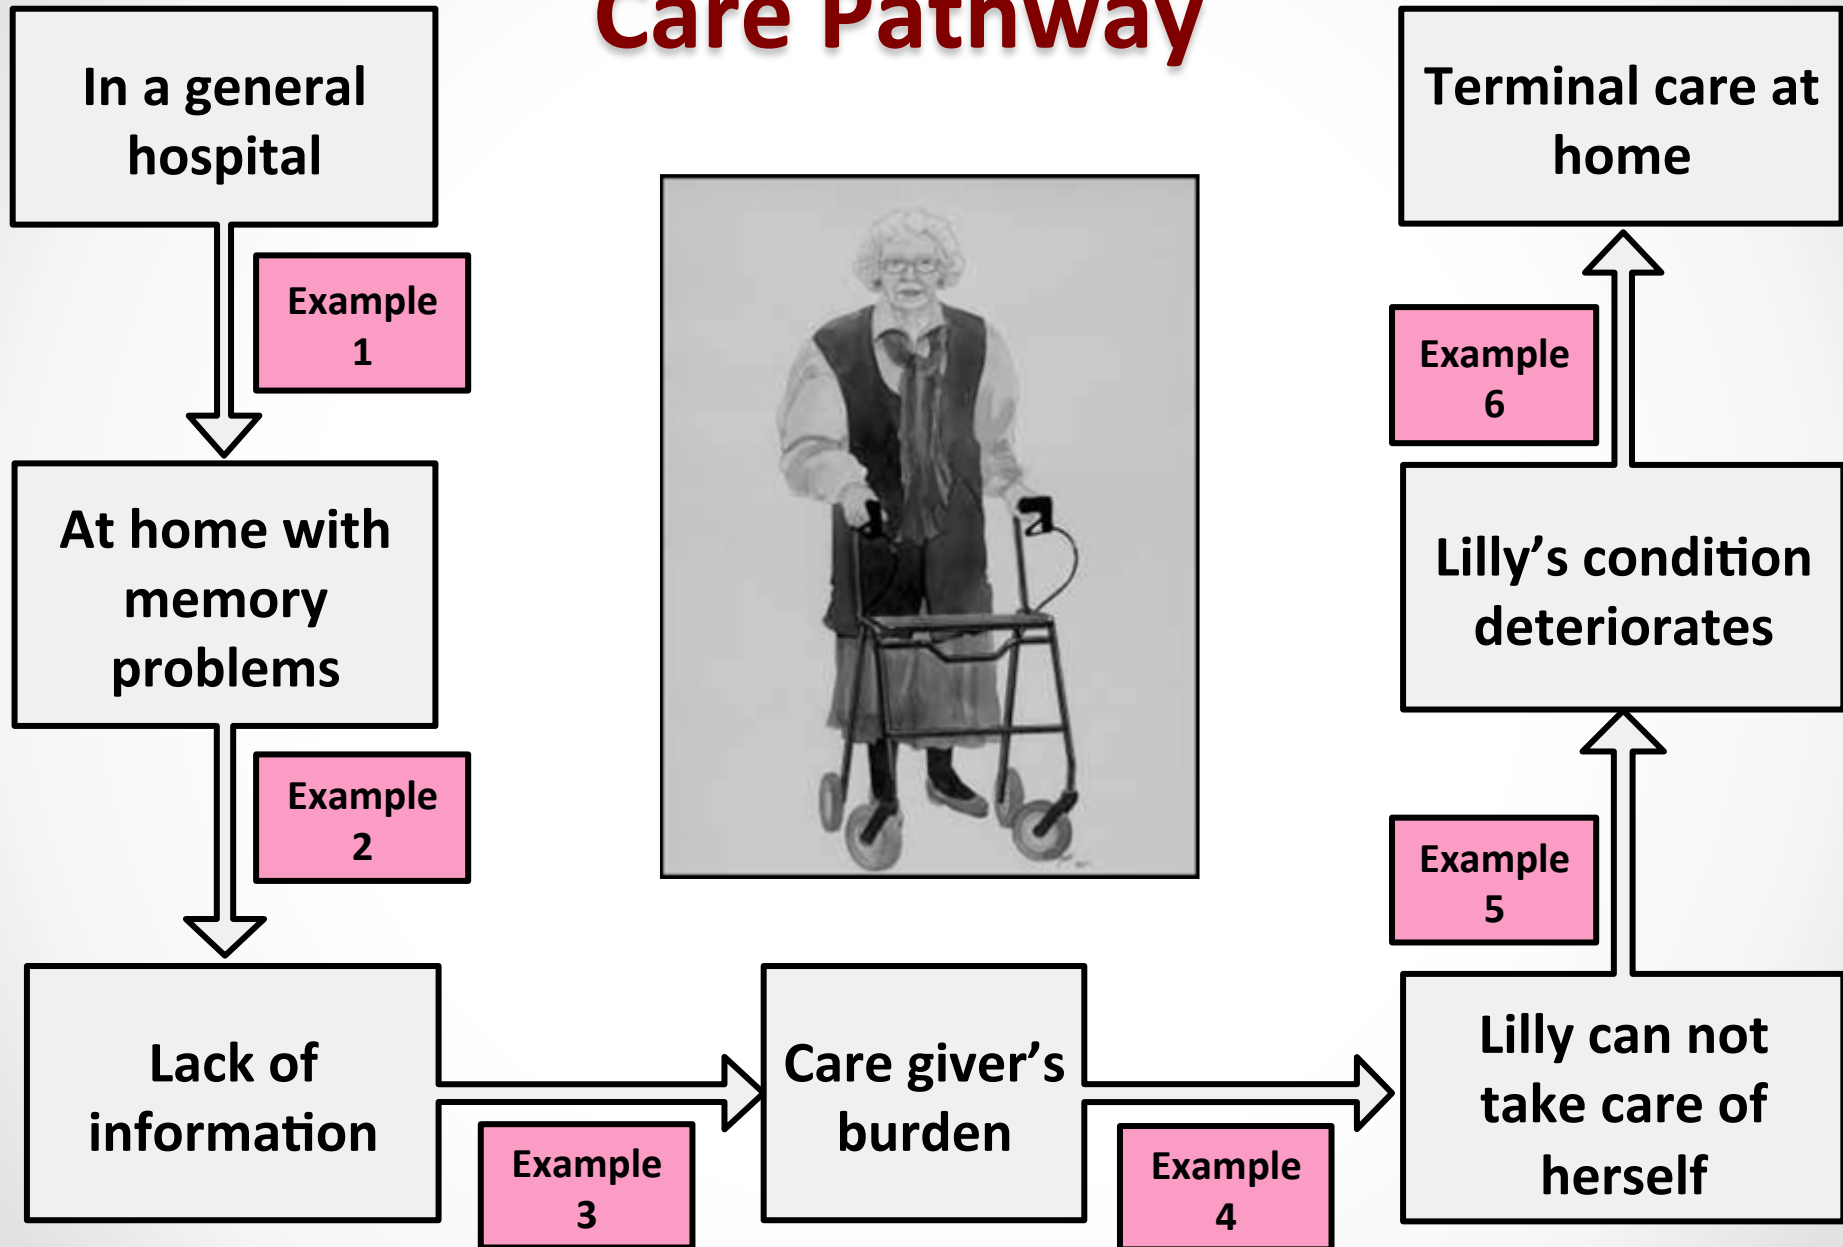 Care Pathway
In a general
hospital
Example
1
At home with
memory
problems
Example
2
Lack of
information
Example
3
Care giver’s
burden
Example
4
Lilly can not
take care of
herself
Example
5
Lilly’s condition
deteriorates
Example
6
Terminal care at
home